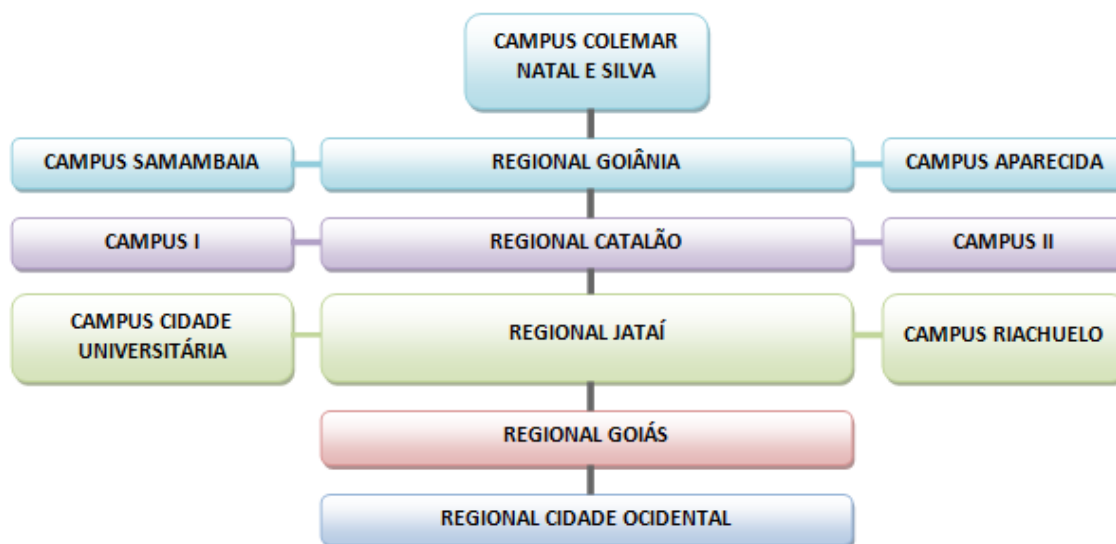 CAMPUS COLEMAR
NATAL E SILVA
CAMPUS SAMAMBAIA
REGIONAL GOIÂNIA
CAMPUS APARECIDA
CAMPUS I
REGIONAL CATALÃO
CAMPUS II
CAMPUS CIDADE
UNIVERSITÁRIA
REGIONAL JATAÍ
CAMPUS RIACHUELO
REGIONAL GOIÁS
REGIONAL CIDADE OCIDENTAL